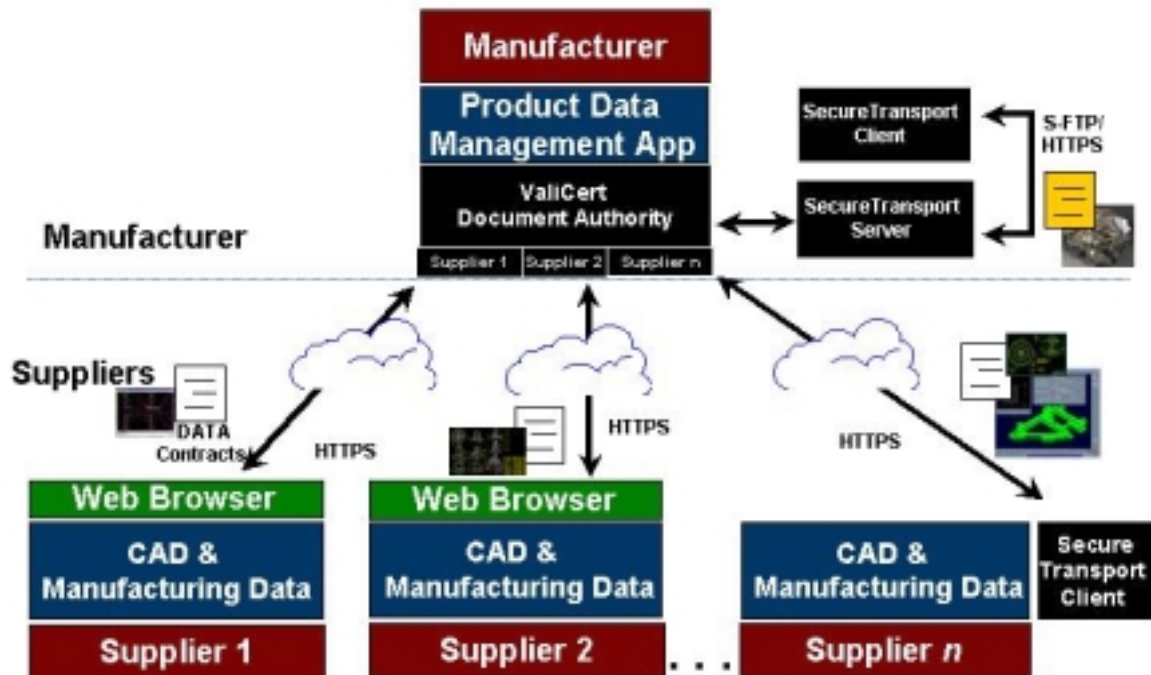 Manufacturer
Product Data
Management App
ValiCert
Document Authority
Supplier 1
Supplier 2
Supplier n
SecureTransport
Client
SecureTransport
Server
S-FTP/
HTTPS
Manufacturer
Suppliers
DATA
Contracts/
HTTPS
HTTPS
HTTPS
Web Browser
CAD &
Manufacturing Data
Supplier 1
Web Browser
CAD &
Manufacturing Data
Supplier 2
. . .
CAD &
Manufacturing Data
Supplier n
Secure
Transport
Client